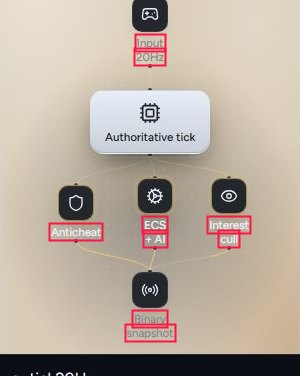 Input
20Hz
Authoritative tick
Anticheat
ECS
+ AI
Interest
cull
Binary
snapshot